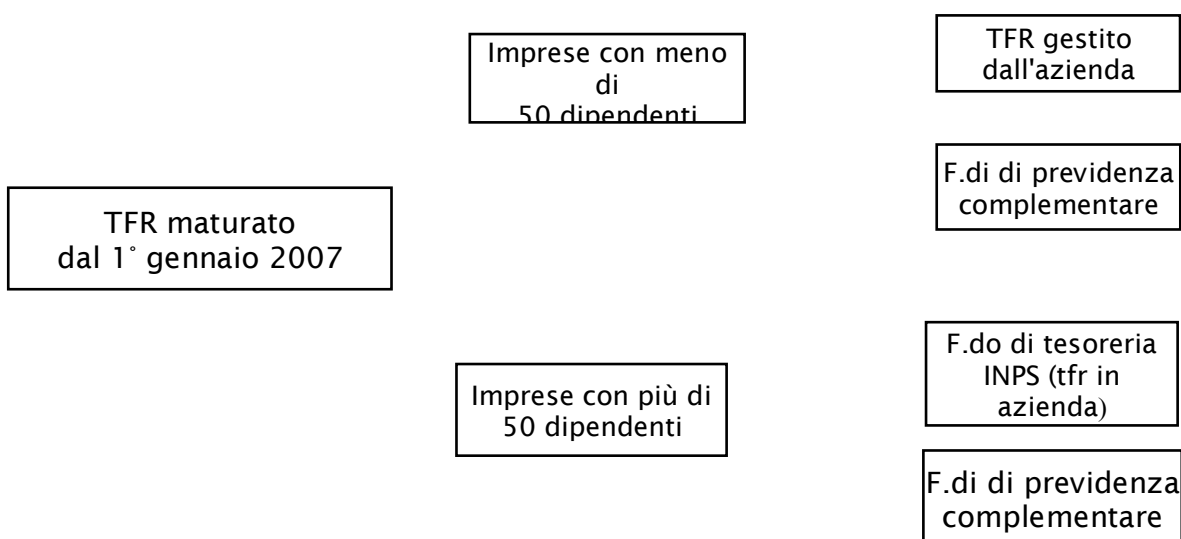 TFR maturato
dal 1° gennaio 2007
Imprese con meno
di
50 dipendenti
TFR gestito
dall'azienda
F.di di previdenza
complementare
Imprese con più di
50 dipendenti
F.do di tesoreria
INPS (tfr in
azienda)
F.di di previdenza
complementare